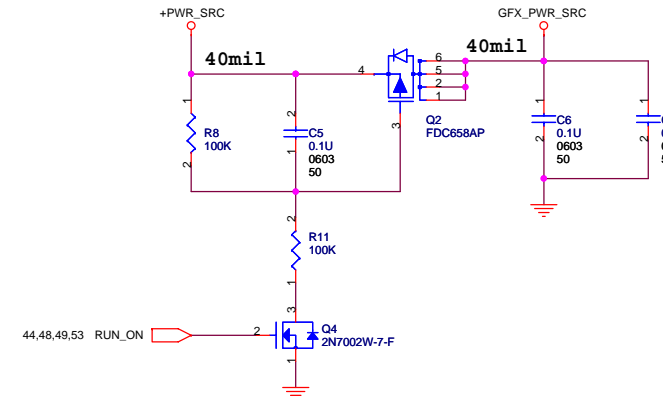 +PWR_SRC
GFX_PWR_SRC
40mil
40mil
4
6
5
2
1
3
Q2
FDC658AP
1
R8
100K
2
2
C5
0.1U
0603
50
1
1
C6
0.1U
0603
50
2
1
2
2
R11
100K
1
3
44,48,49,53 RUN_ON
2
Q4
2N7002W-7-F
1